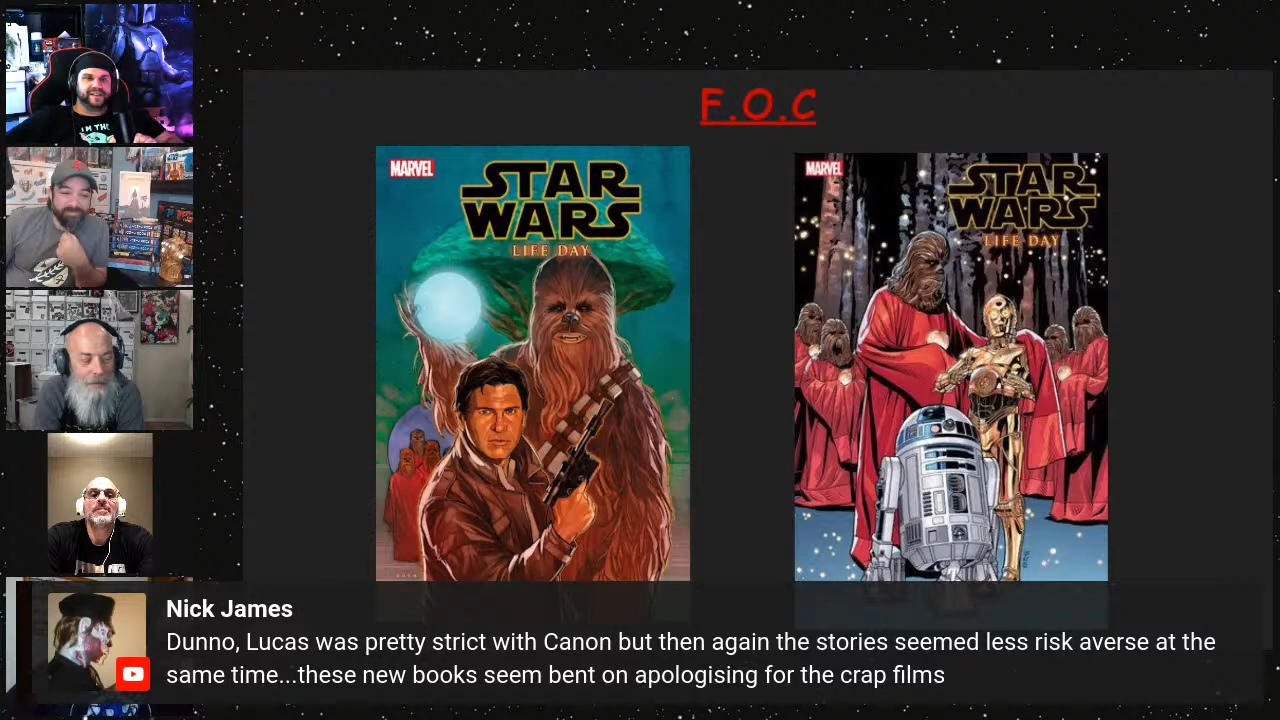 F.O.C
MARVEL
STAR
WARS
LIFE DAY
MARVEL
STAR
WARS
LIFE DAY
I'M THE
Nick James
Dunno, Lucas was pretty strict with Canon but then again the stories seemed less risk averse at the
same time...these new books seem bent on apologising for the crap films